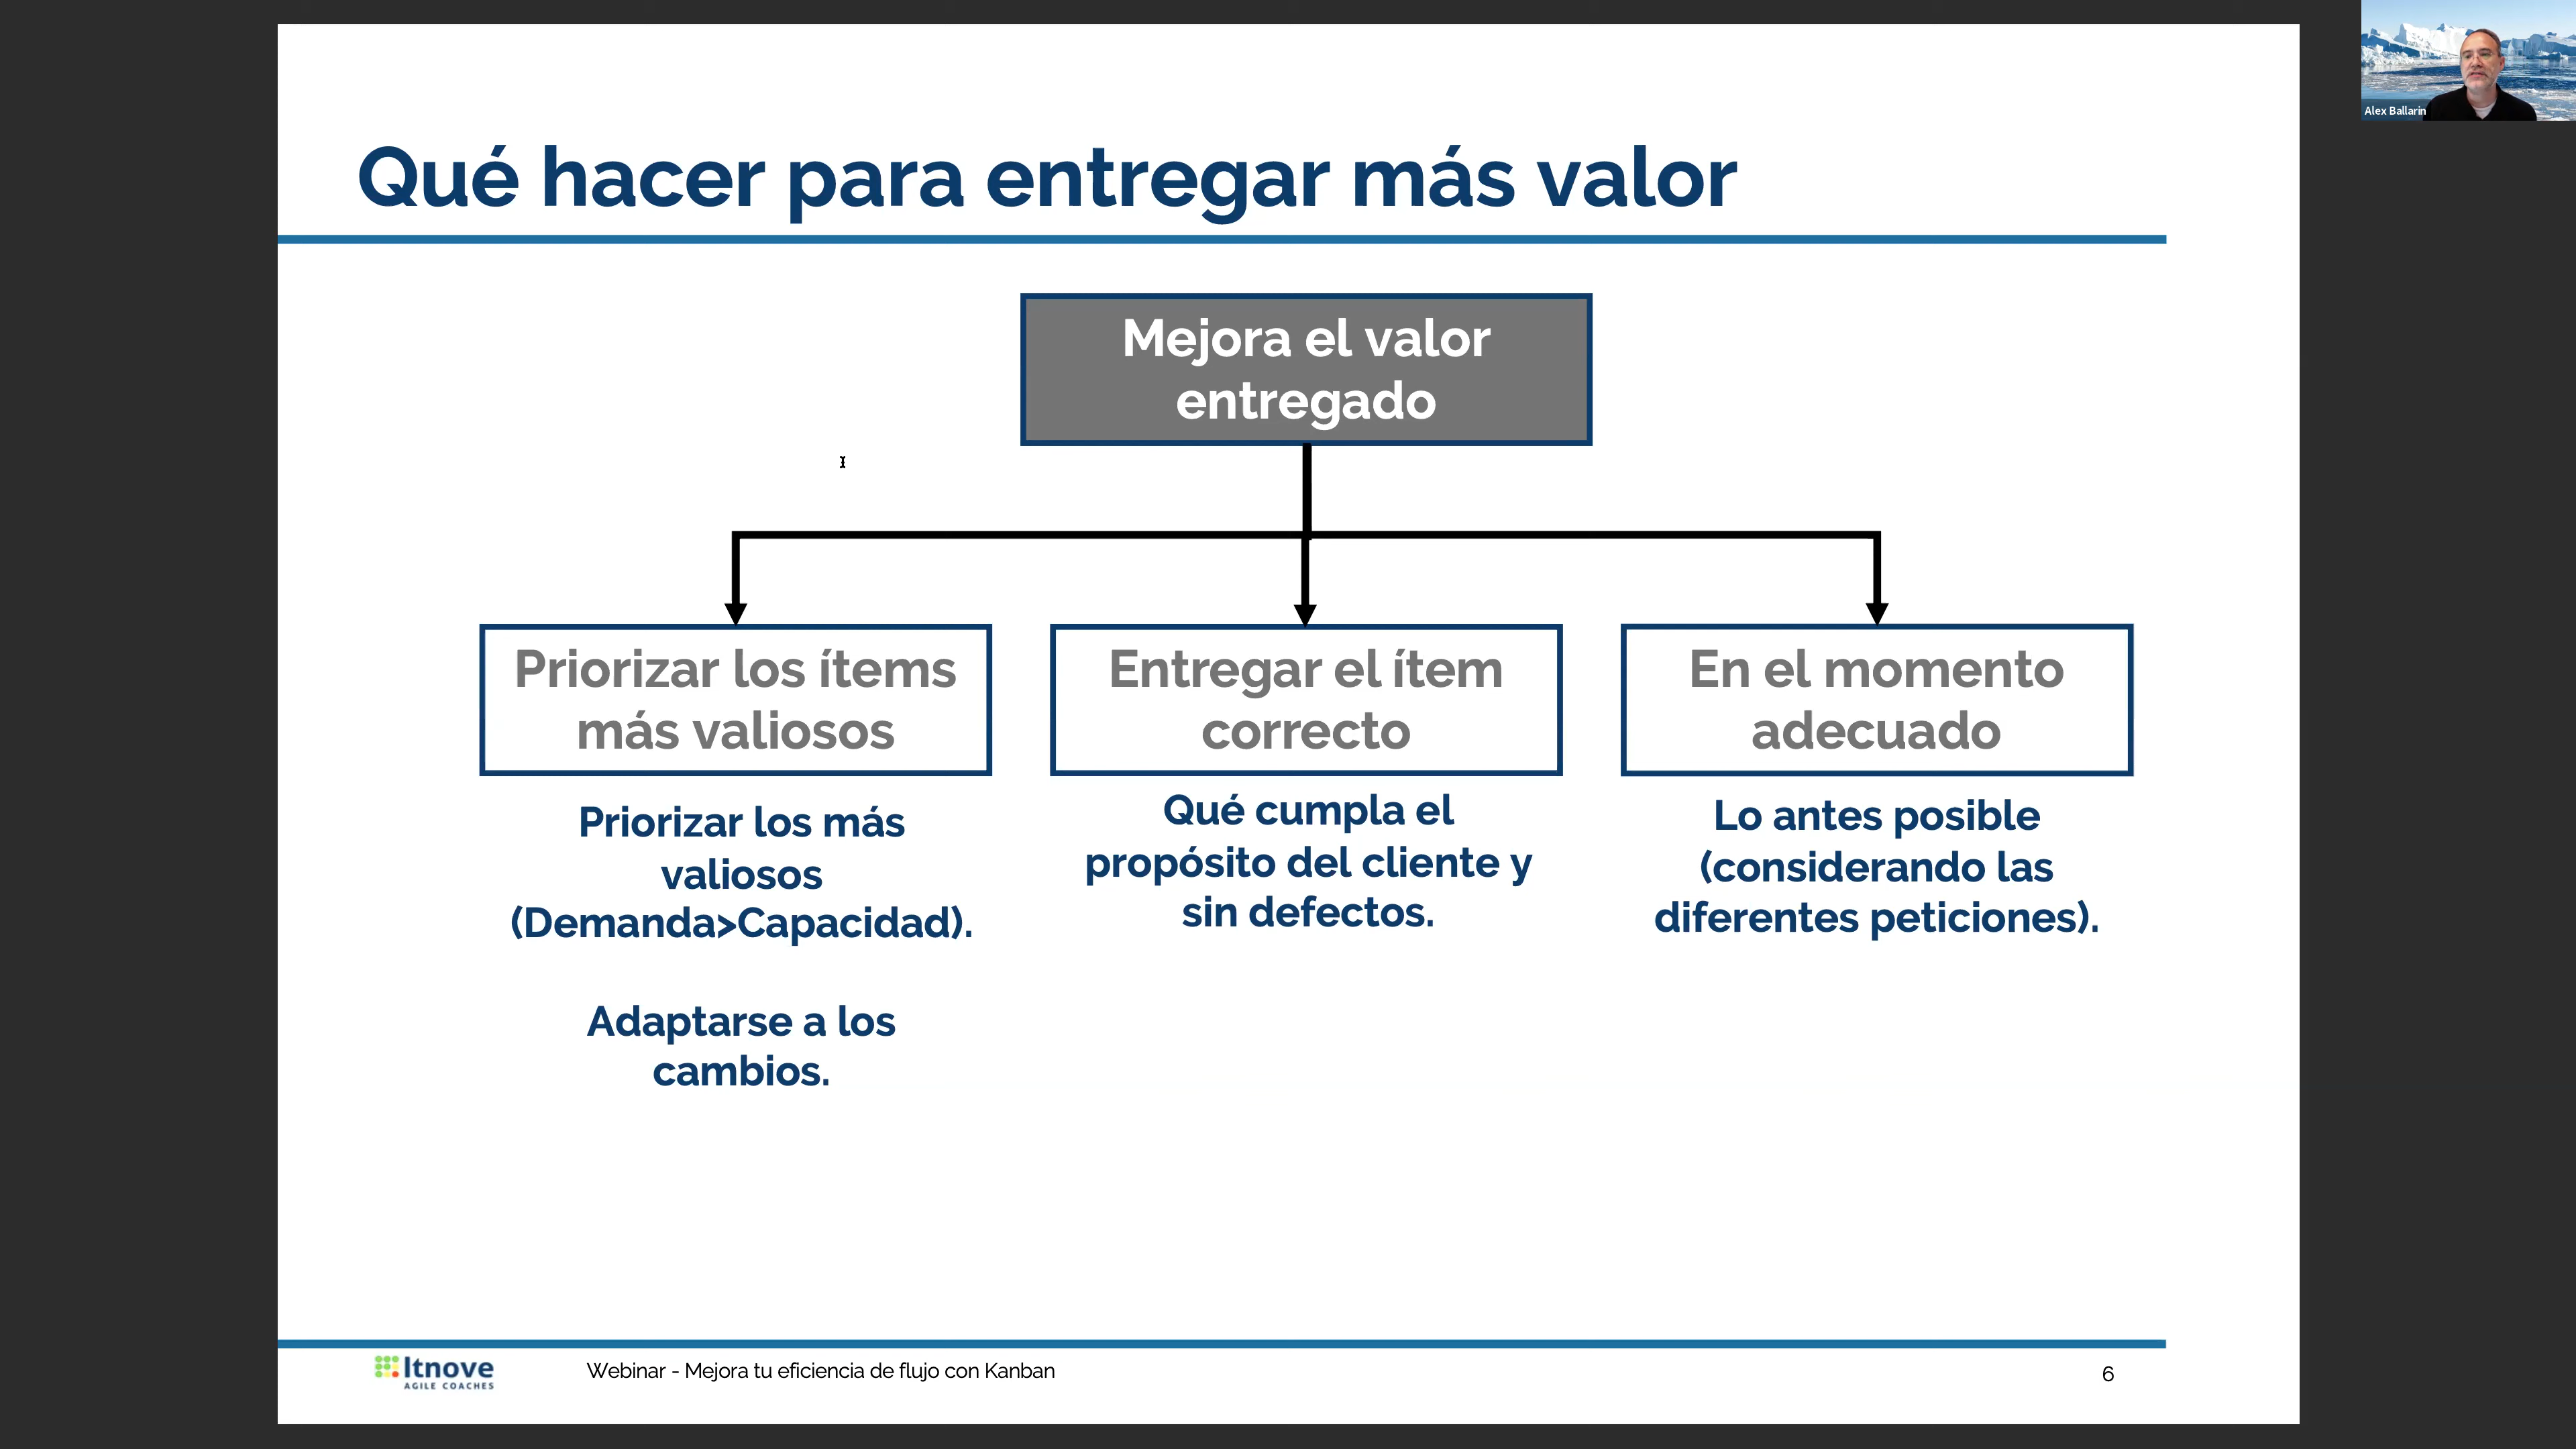 Alex Ballarin
Qué hacer para entregar más valor
Mejora el valor
entregado
Priorizar los ítems
más valiosos
Entregar el ítem
correcto
En el momento
adecuado
Priorizar los más
valiosos
(Demanda>Capacidad).
Adaptarse a los
cambios.
Qué cumpla el
propósito del cliente y
sin defectos.
Lo antes posible
(considerando las
diferentes peticiones).
Itnove
AGILE COACHES
Webinar - Mejora tu eficiencia de flujo con Kanban
6